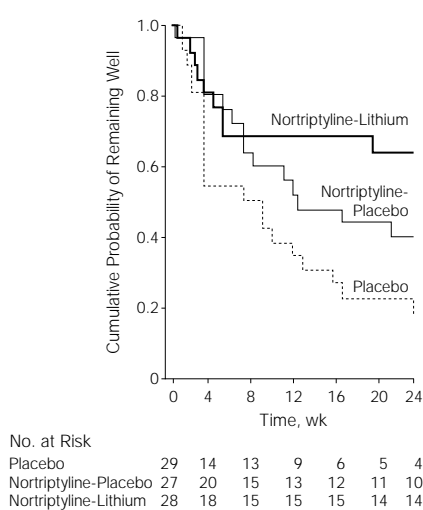 Cumulative Probability of Remaining Well
1.0
0.8
0.6
0.4
0.2
0
Nortriptyline-Lithium
Nortriptyline-
Placebo
Placebo
0 4 8 12 16 20 24
Time, wk
No. at Risk
Placebo 29 14 13 9 6 5 4
Nortriptyline-Placebo 27 20 15 13 12 11 10
Nortriptyline-Lithium 28 18 15 15 15 14 14